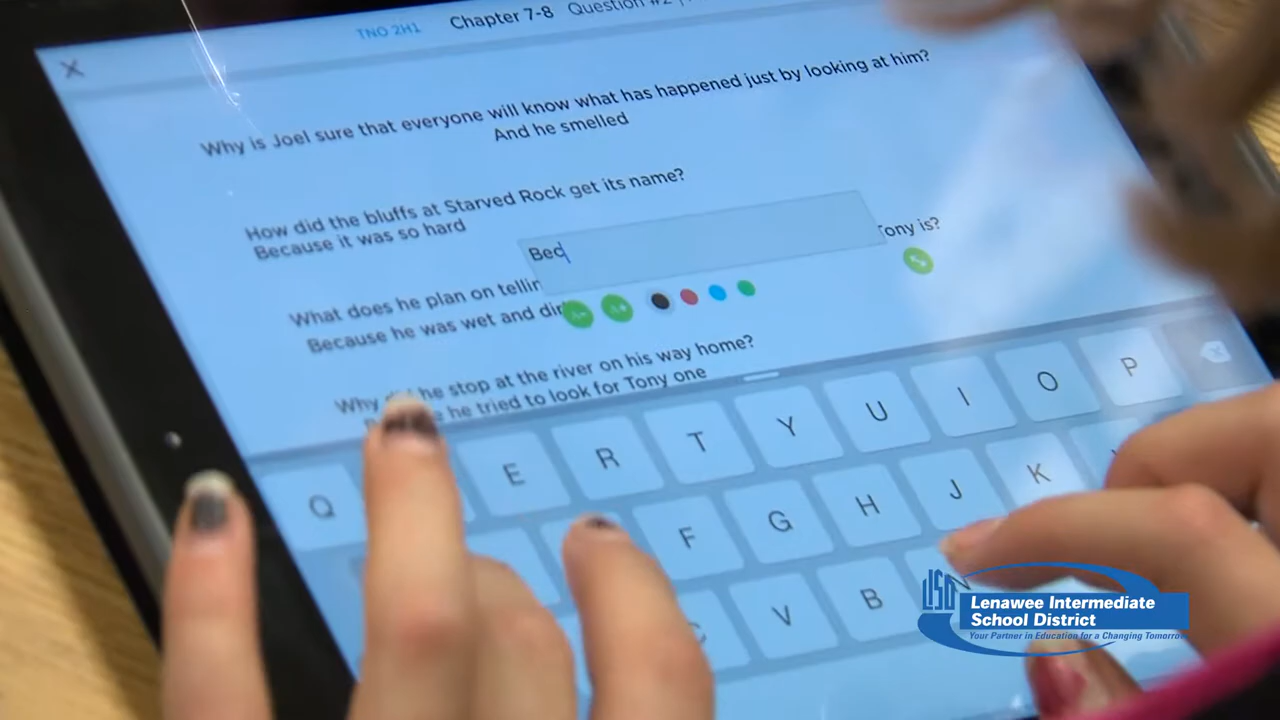 TNO 2H1 Chapter 7-8 Question #2
Why is Joel sure that everyone will know what has happened just by looking at him?
And he smelled
How did the bluffs at Starved Rock get its name?
Because it was so hard
Bec
What does he plan on tellin Tony is?
Because he was wet and dir
A- A+
Why he stop at the river on his way home?
he tried to look for Tony one
Q E R T Y U I O P
F G H J K
C V B N
LISD
Lenawee Intermediate
School District
Your Partner in Education for a Changing Tomorrow